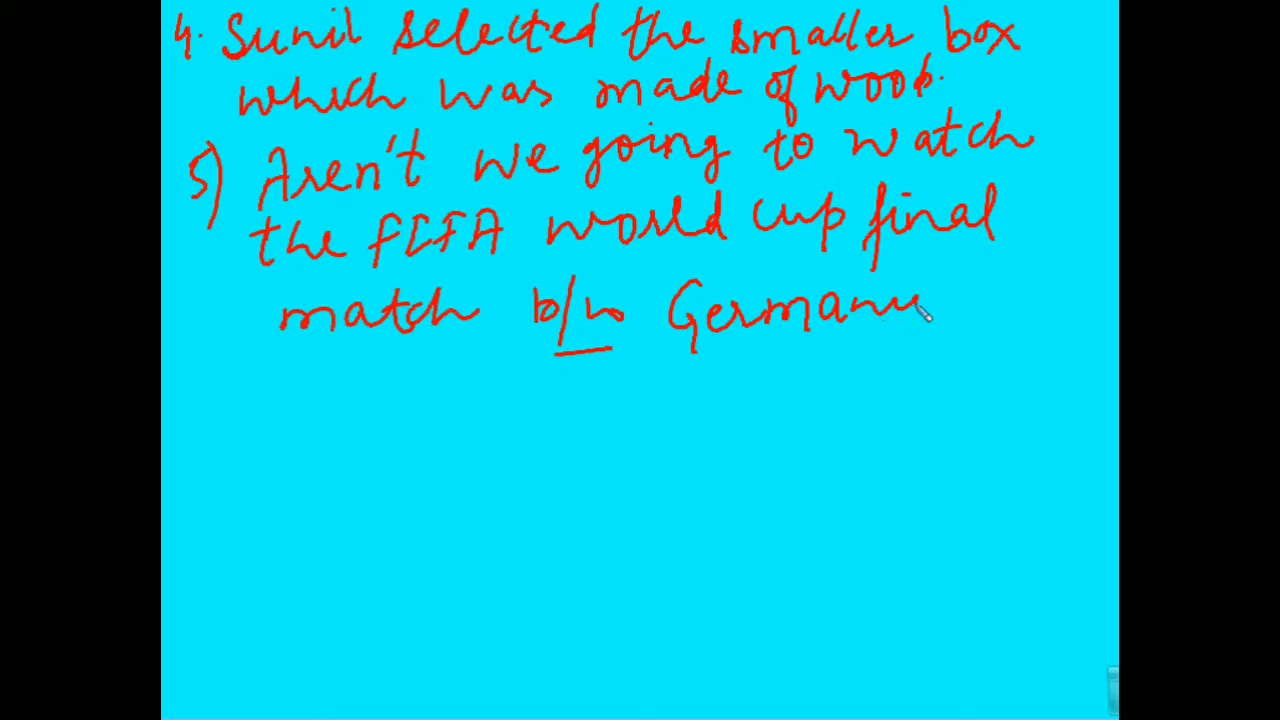 4. Sunil selected the smaller box
which was made of wood.
5) Aren't we going to watch
the FIFA world cup final
match b/w Germany